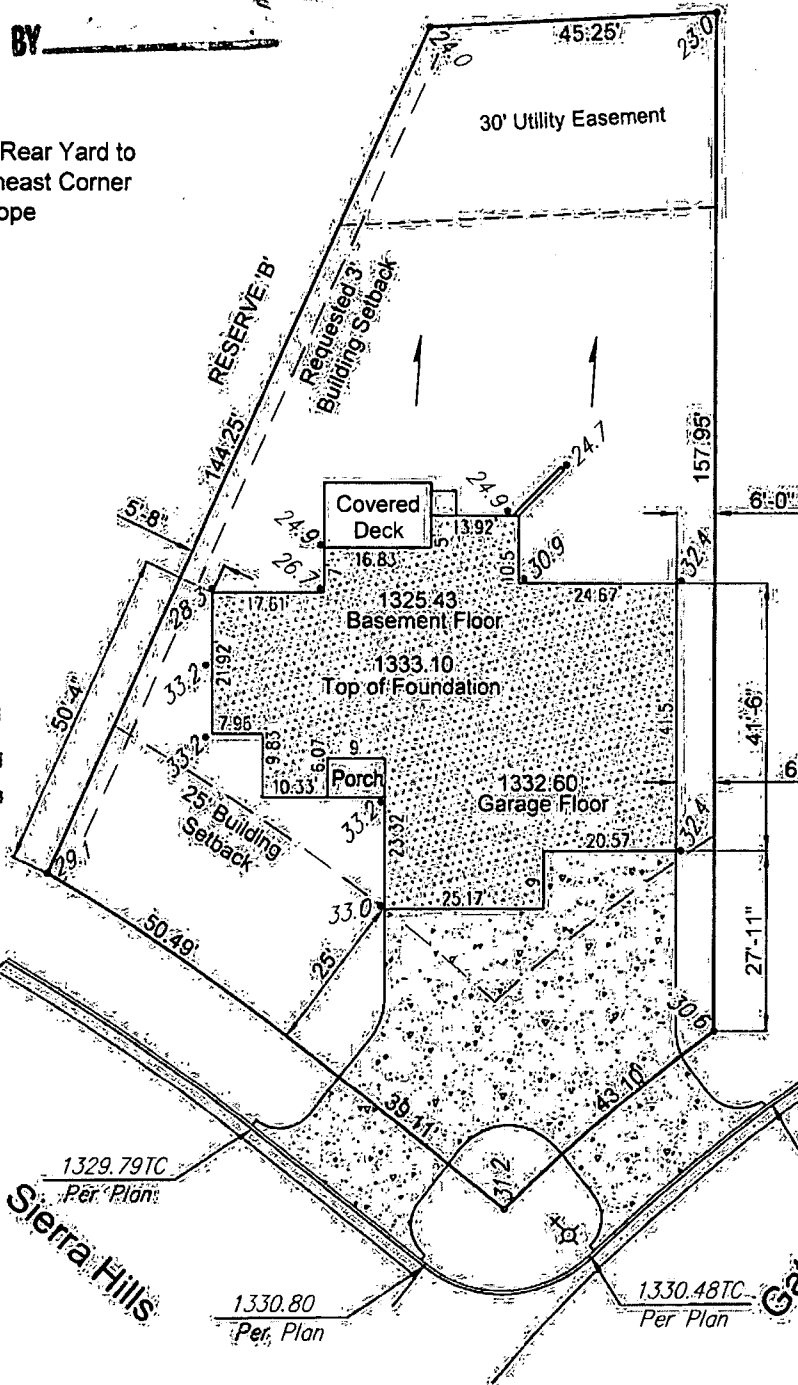 BY
24.0
45.25'
23.0
30' Utility Easement
Rear Yard to
heast Corner
ope
RESERVE 'B'
Requested 3'
Building Setback
144.25'
157.95'
5'-8"
24.7
24.9
Covered
Deck
13.92
6'-0"
24.9
5
16.83
10.5
30.9
32.4
26.7
7
28.3
17.61
24.67
1325.43
Basement Floor
21.92
1333.10
Top of Foundation
33.2
50'-4"
41.5
41'-6"
7.96
33.2
9.83
6.07
9
10.33
Porch
1332.60
Garage Floor
6
33.2
25' Building
Setback
23.32
20.57
32.4
29.1
25.17
9
33.0
50.49'
25'
27'-11"
30.6
39.11'
43.10'
31.2
1329.79TC
Per Plan
Sierra Hills
1330.80
Per Plan
1330.48TC
Per Plan
Ga